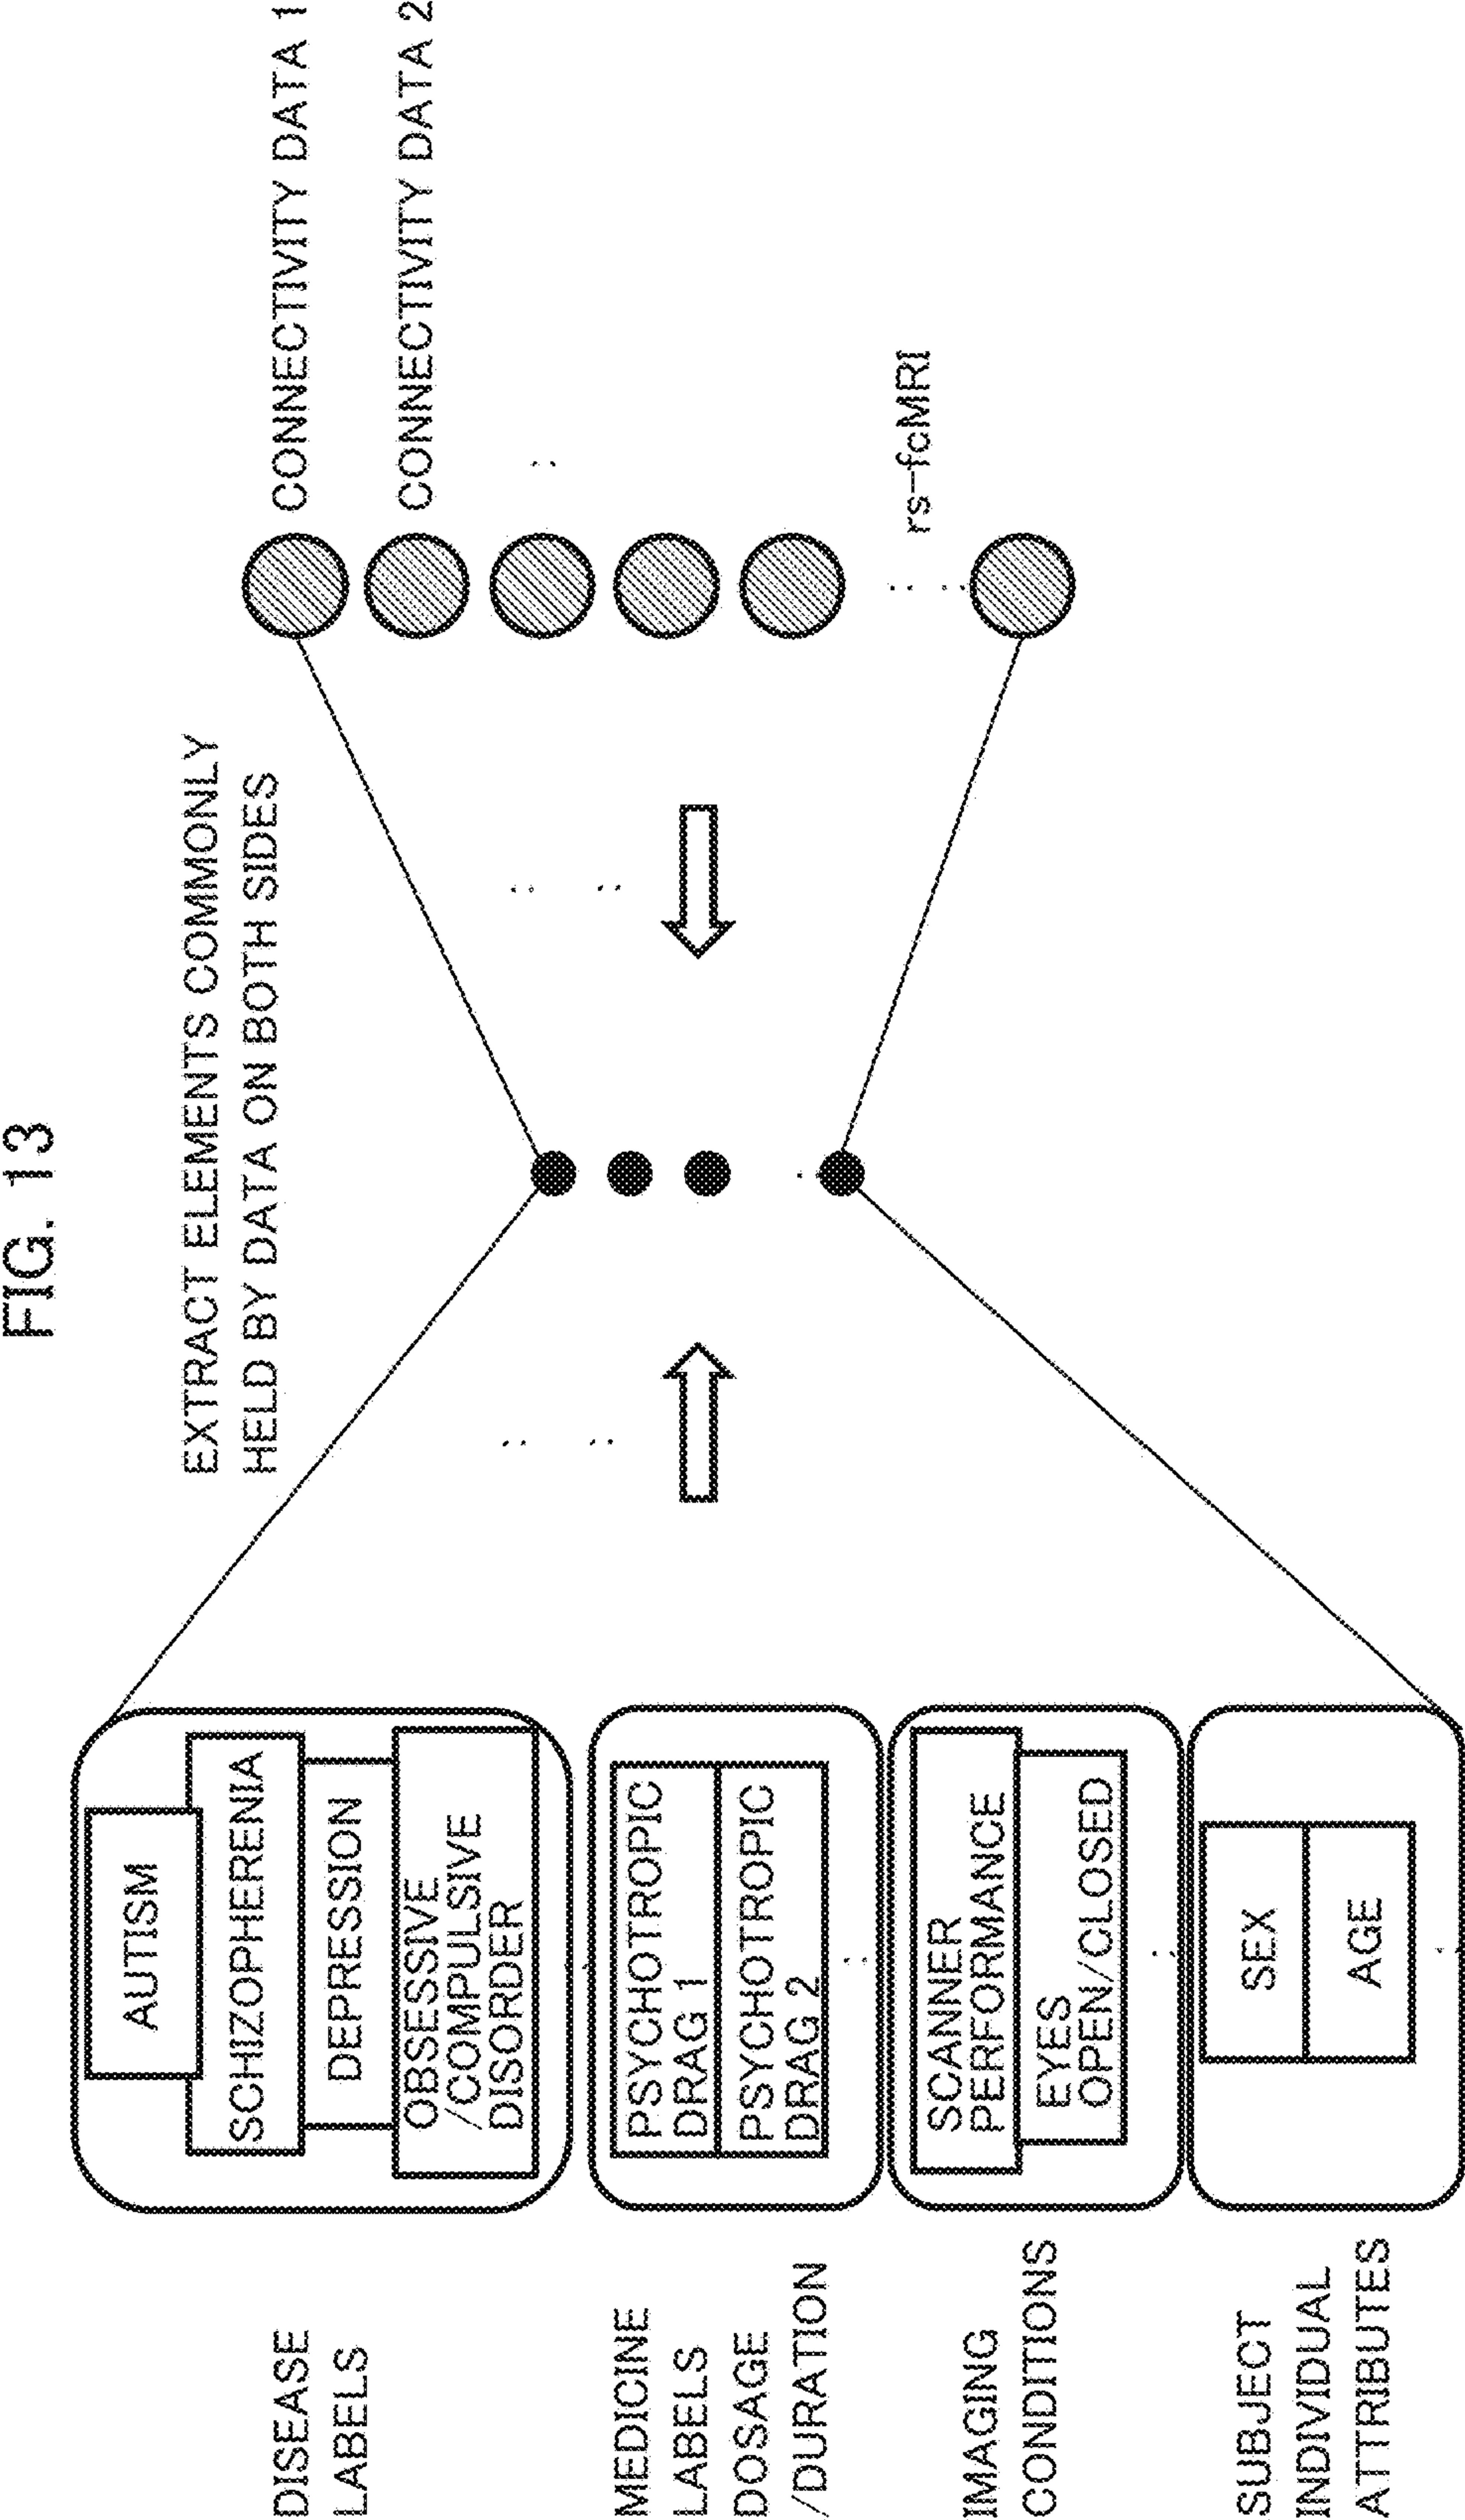 FIG. 13
EXTRACT ELEMENTS COMMONLY
HELD BY DATA ON BOTH SIDES
DISEASE
LABELS
AUTISM
SCHIZOPHERENIA
DEPRESSION
OBSESSIVE
/COMPULSIVE
DISORDER
MEDICINE
LABELS
DOSAGE
/DURATION
PSYCHOTROPIC
DRAG 1
PSYCHOTROPIC
DRAG 2
IMAGING
CONDITIONS
SCANNER
PERFORMANCE
EYES
OPEN/CLOSED
SUBJECT
INDIVIDUAL
ATTRIBUTES
SEX
AGE
CONNECTIVITY DATA 1
CONNECTIVITY DATA 2
rs-fcMRI